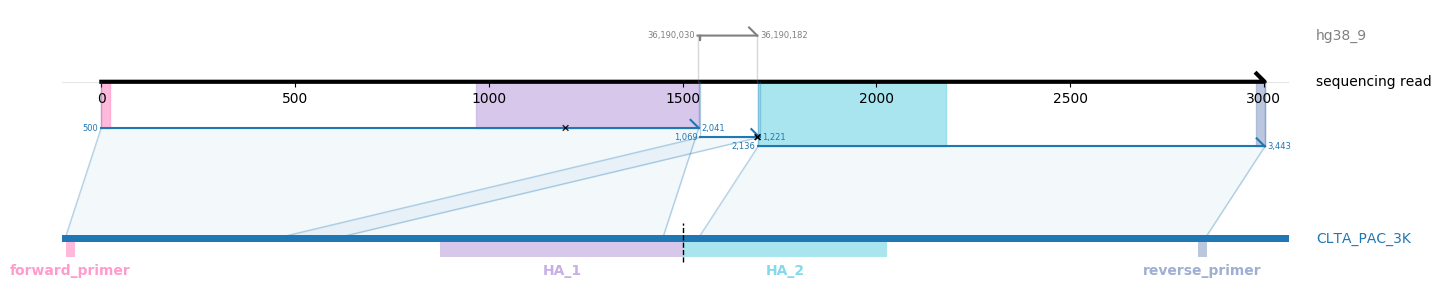 36,190,030 36,190,182 hg38_9
sequencing read
0 500 1000 1500 2000 2500 3000
500 2,041
1,069 1,221
2,136 3,443
CLTA_PAC_3K
forward_primer HA_1 HA_2 reverse_primer